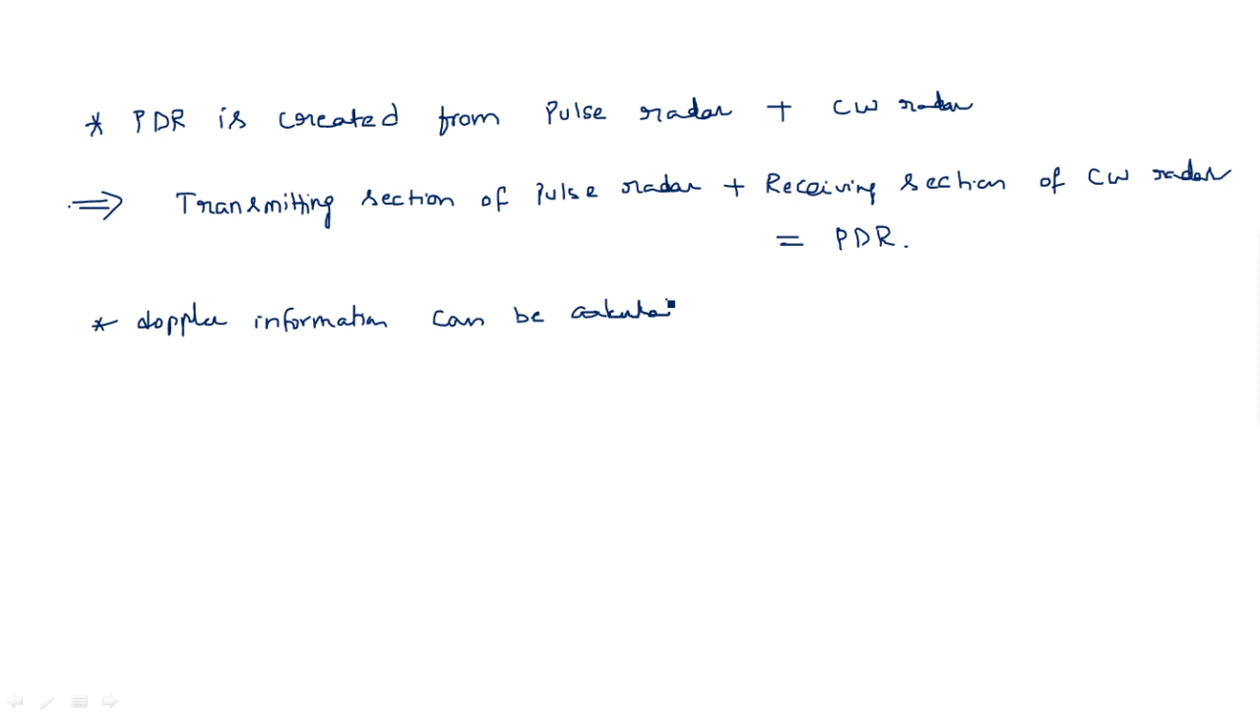 * PDR is created from Pulse radar + CW radar
⇒ Transmitting section of Pulse radar + Receiving section of CW radar
= PDR.
* doppler information can be